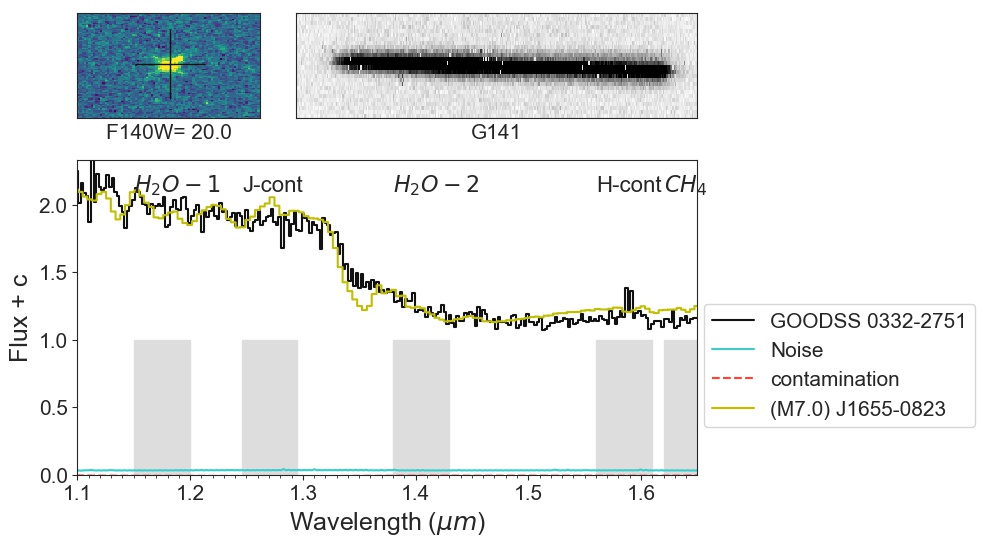 F140W= 20.0
G141
H₂O − 1
J-cont
H₂O − 2
H-cont
CH₄
2.0
1.5
1.0
0.5
0.0
Flux + c
1.1
1.2
1.3
1.4
1.5
1.6
Wavelength (μm)
GOODSS 0332-2751
Noise
contamination
(M7.0) J1655-0823